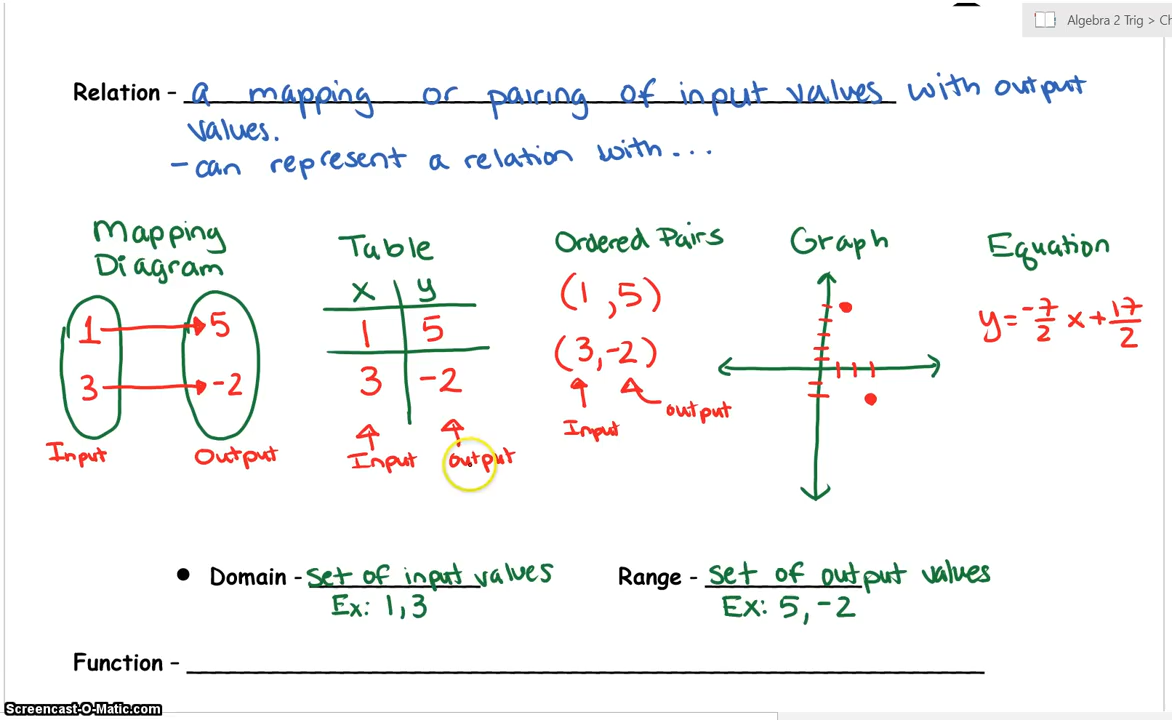 Algebra 2 Trig > Ch
Relation - a mapping or pairing of input values with output
values.
- can represent a relation with...
Mapping
Diagram
1 5
3 -2
Input Output
Table
x y
1 5
3 -2
Input output
Ordered Pairs
(1, 5)
(3, -2)
Input output
Graph
Equation
y = -7/2 x + 17/2
• Domain - set of input values Range - set of output values
Ex: 1, 3 Ex: 5, -2
Function -
Screencast-O-Matic.com